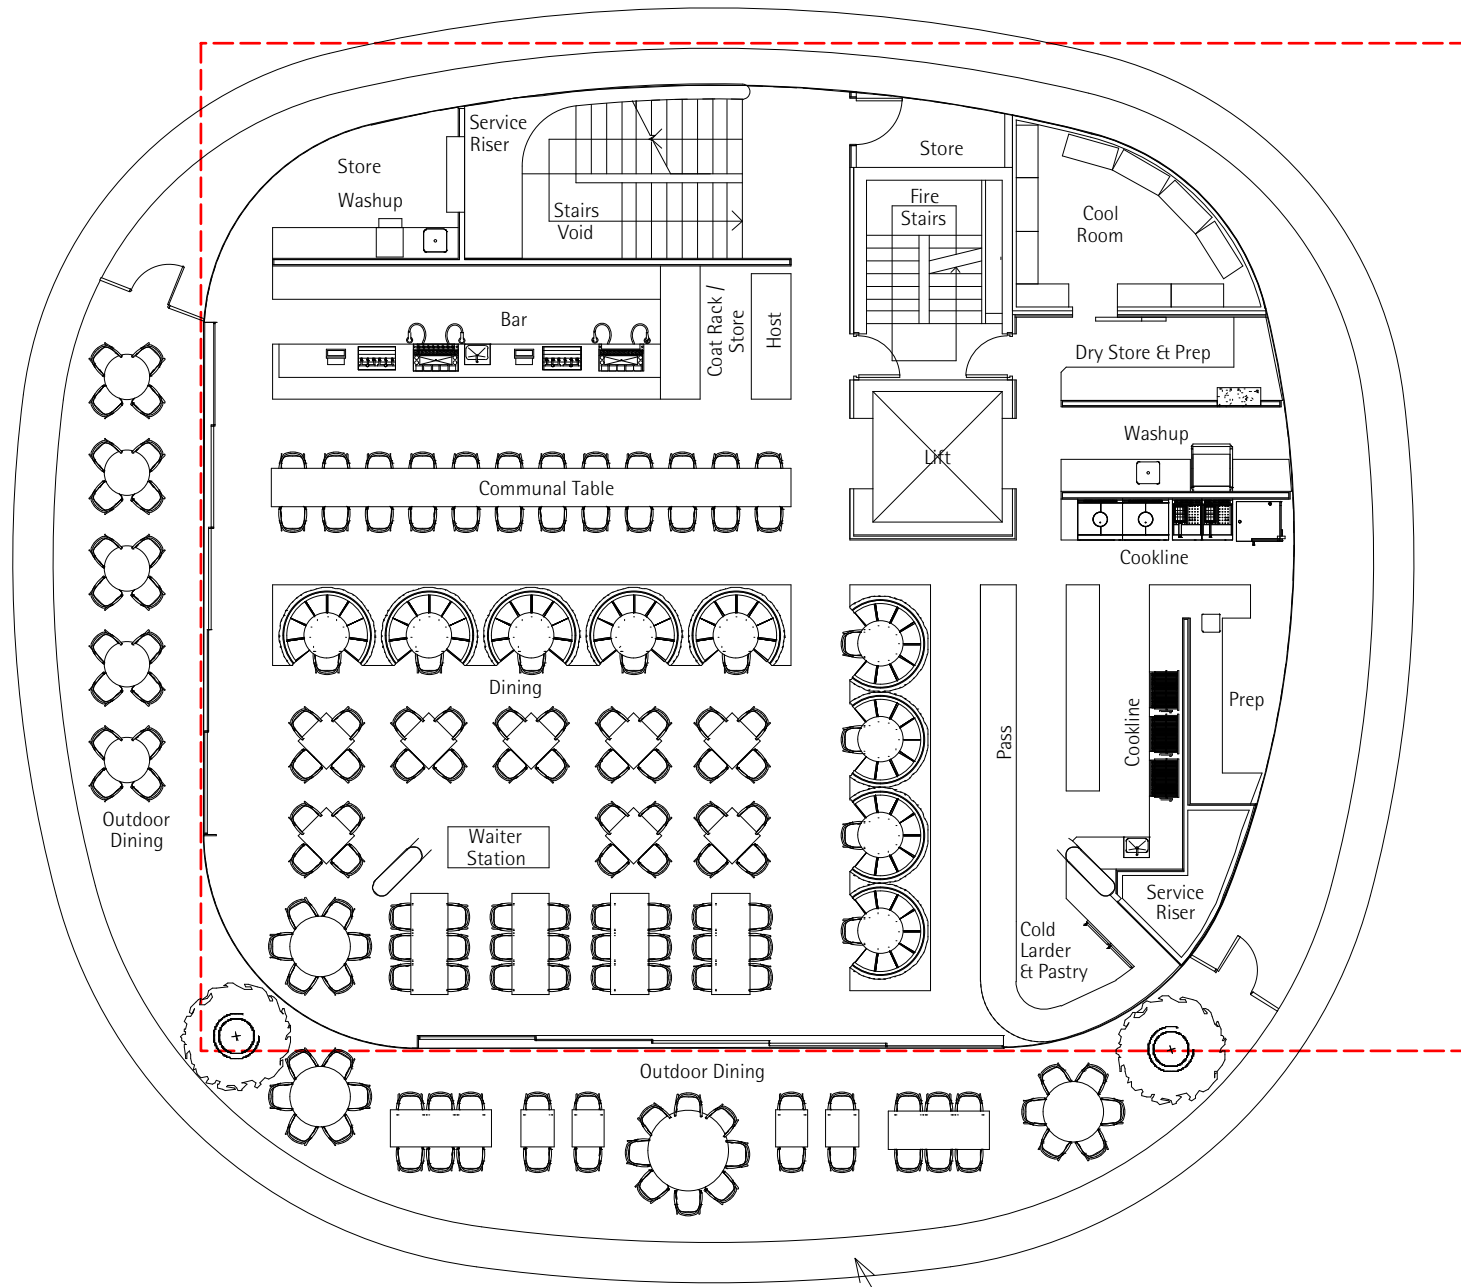 Service
Riser
Store
Washup
Stairs
Void
Store
Fire
Stairs
Cool
Room
Bar
Coat Rack /
Store
Host
Dry Store & Prep
Washup
Lift
Communal Table
Cookline
Dining
Pass
Cookline
Prep
Outdoor
Dining
Waiter
Station
Service
Riser
Cold
Larder
& Pastry
Outdoor Dining